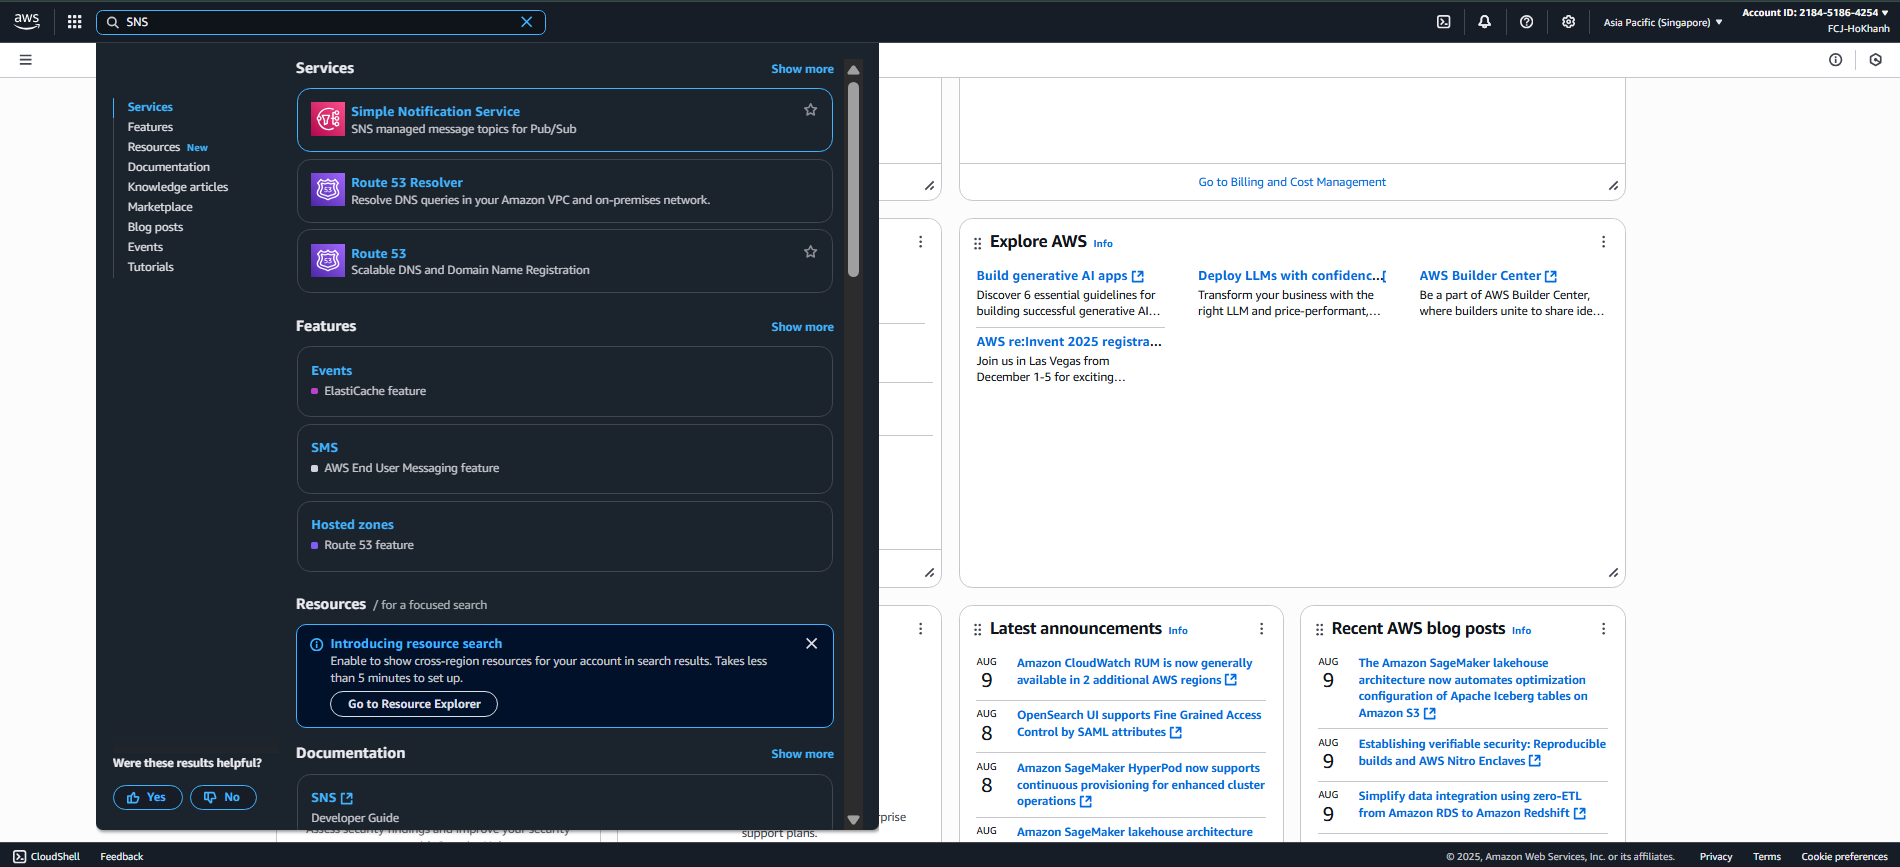 aws
SNS
Asia Pacific (Singapore)
Account ID: 2184-5186-4254
FCJ-HoKhanh
Services
Features
Resources New
Documentation
Knowledge articles
Marketplace
Blog posts
Events
Tutorials
Were these results helpful?
Yes
No
Services
Show more
Simple Notification Service
SNS managed message topics for Pub/Sub
Route 53 Resolver
Resolve DNS queries in your Amazon VPC and on-premises network.
Route 53
Scalable DNS and Domain Name Registration
Features
Show more
Events
ElastiCache feature
SMS
AWS End User Messaging feature
Hosted zones
Route 53 feature
Resources / for a focused search
Introducing resource search
Enable to show cross-region resources for your account in search results. Takes less
than 5 minutes to set up.
Go to Resource Explorer
Documentation
Show more
SNS
Developer Guide
support plans.
Go to Billing and Cost Management
Explore AWS Info
Build generative AI apps
Discover 6 essential guidelines for
building successful generative AI...
Deploy LLMs with confidenc...
Transform your business with the
right LLM and price-performant,...
AWS Builder Center
Be a part of AWS Builder Center,
where builders unite to share ide...
AWS re:Invent 2025 registra...
Join us in Las Vegas from
December 1-5 for exciting...
Latest announcements Info
AUG
9
Amazon CloudWatch RUM is now generally
available in 2 additional AWS regions
AUG
8
OpenSearch UI supports Fine Grained Access
Control by SAML attributes
AUG
8
Amazon SageMaker HyperPod now supports
continuous provisioning for enhanced cluster
operations
AUG
Amazon SageMaker lakehouse architecture
Recent AWS blog posts Info
AUG
9
The Amazon SageMaker lakehouse
architecture now automates optimization
configuration of Apache Iceberg tables on
Amazon S3
AUG
9
Establishing verifiable security: Reproducible
builds and AWS Nitro Enclaves
AUG
9
Simplify data integration using zero-ETL
from Amazon RDS to Amazon Redshift
CloudShell
Feedback
© 2025, Amazon Web Services, Inc. or its affiliates.
Privacy
Terms
Cookie preferences